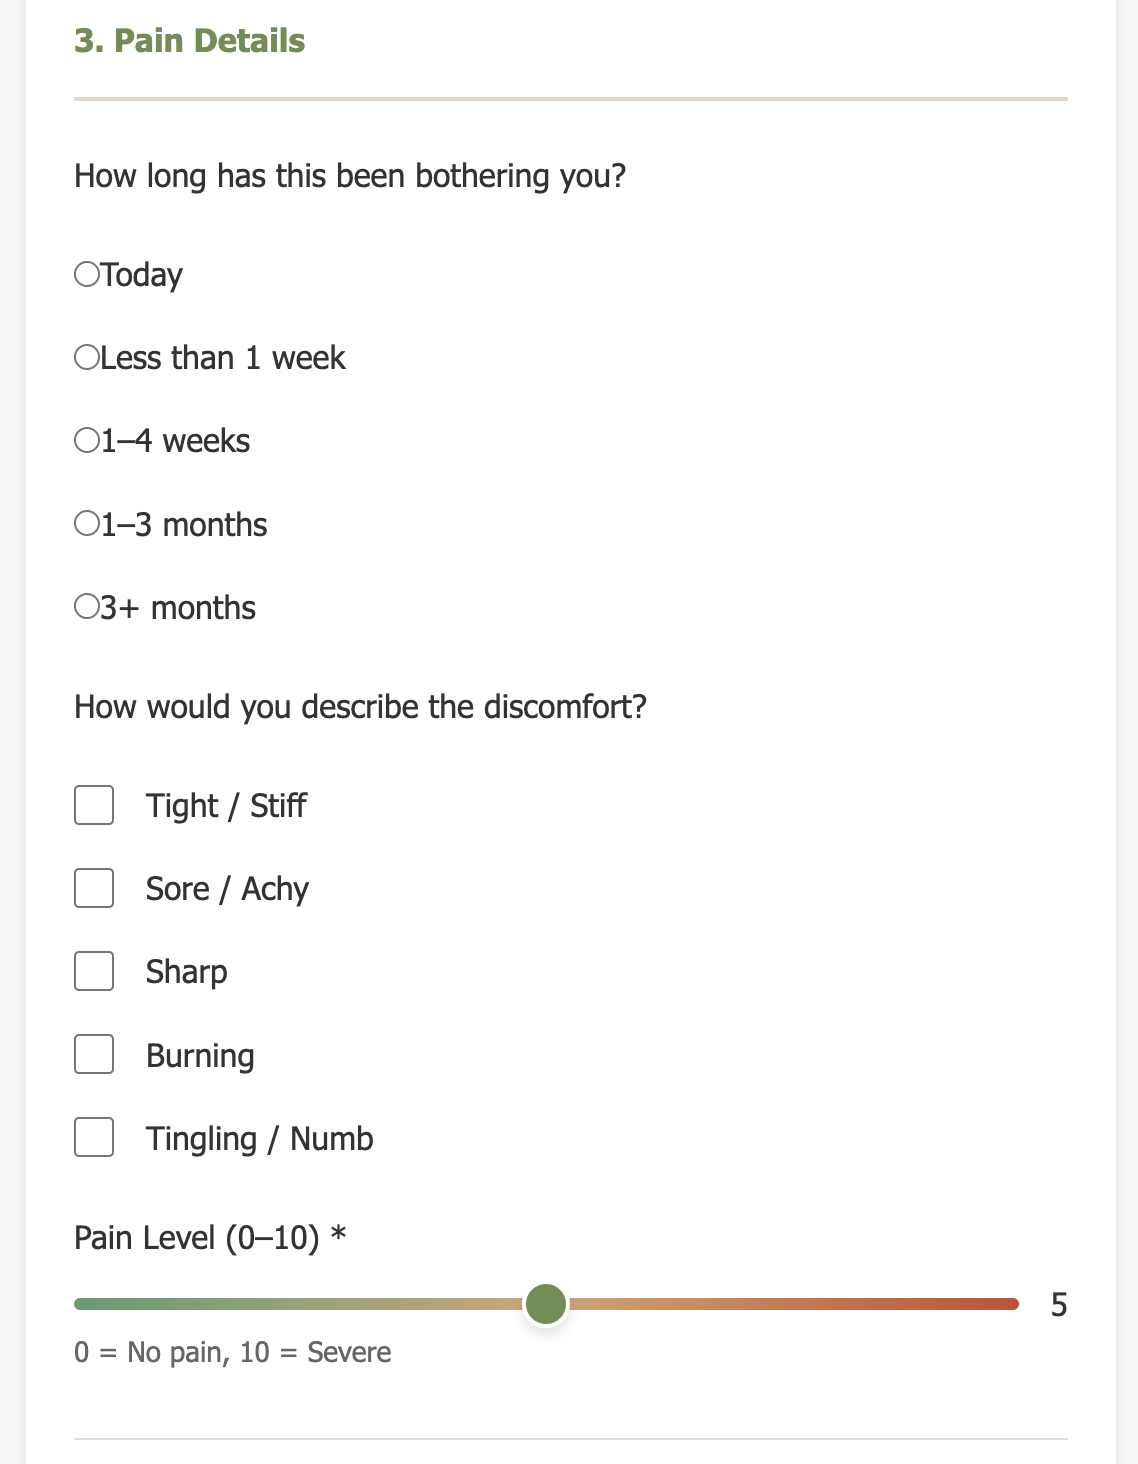 3. Pain Details
How long has this been bothering you?
Today
Less than 1 week
1–4 weeks
1–3 months
3+ months
How would you describe the discomfort?
Tight / Stiff
Sore / Achy
Sharp
Burning
Tingling / Numb
Pain Level (0–10) *
5
0 = No pain, 10 = Severe